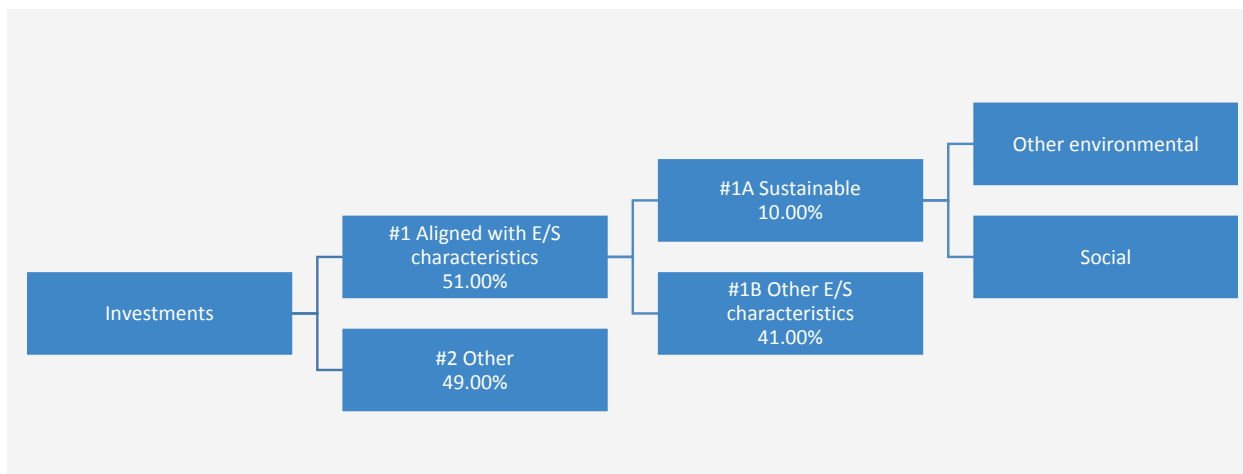 Investments
#1 Aligned with E/S
characteristics
51.00%
#2 Other
49.00%
#1A Sustainable
10.00%
#1B Other E/S
characteristics
41.00%
Other environmental
Social